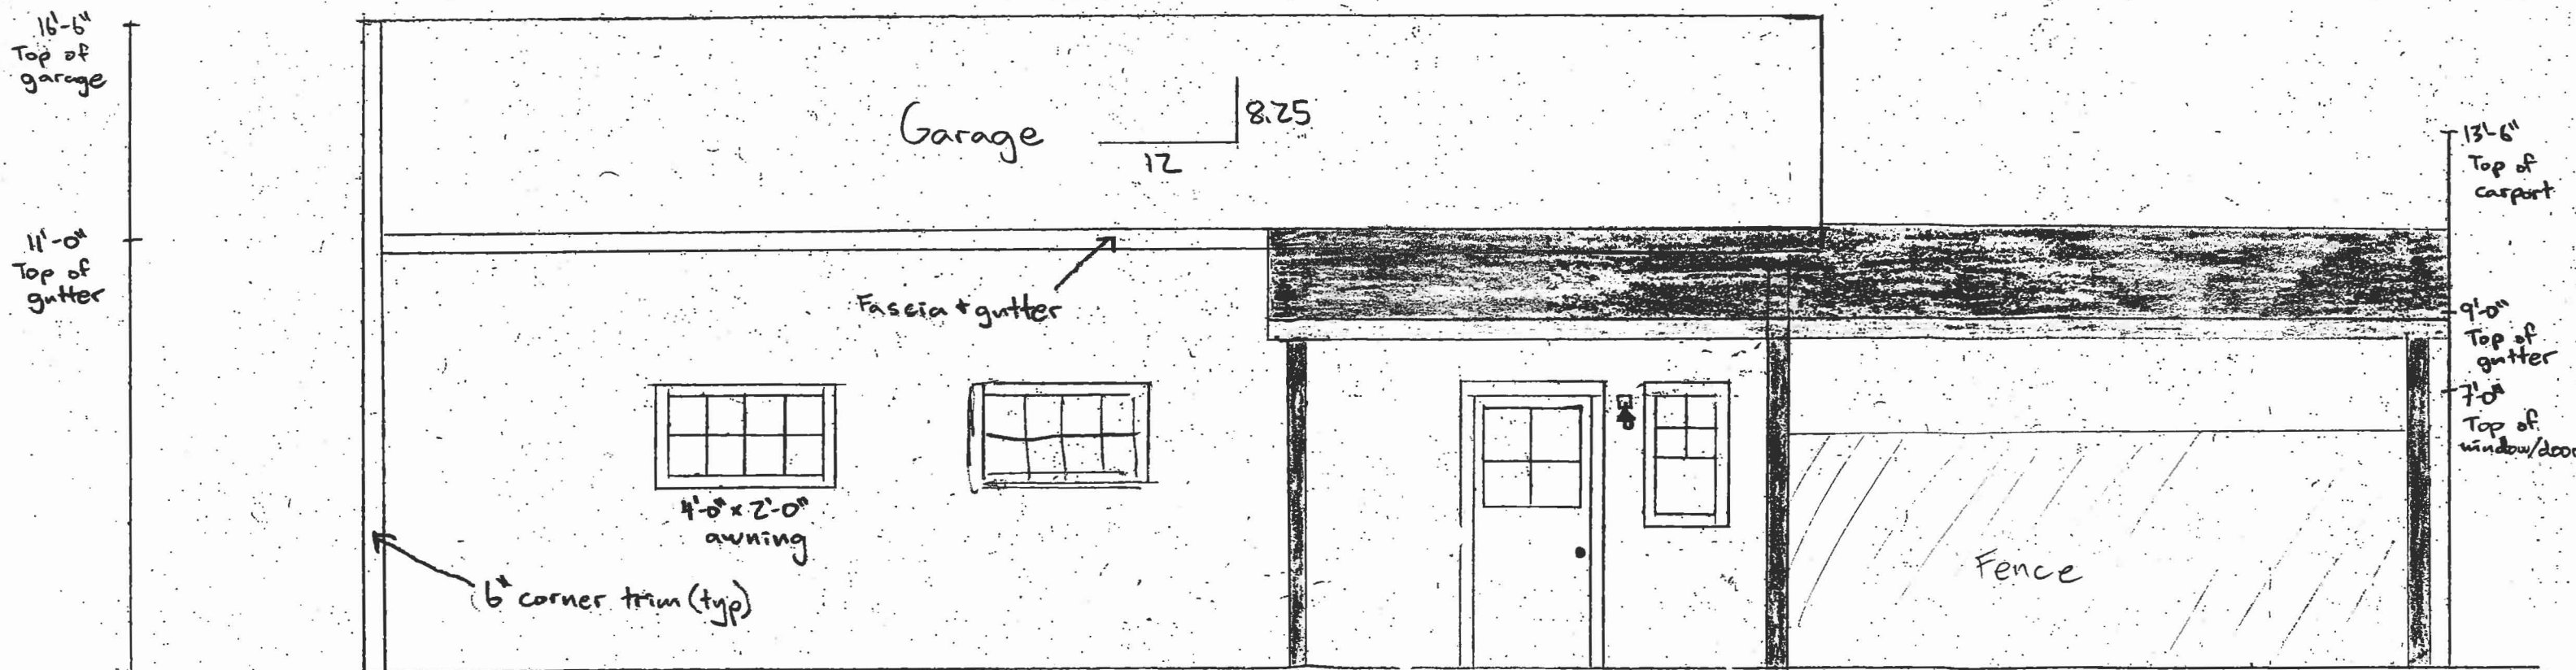 16'-6"
Top of
garage
11'-0"
Top of
gutter
Garage
8.25
12
Fascia + gutter
4'-0" x 2'-0"
awning
6" corner trim (typ)
Fence
13'-6"
Top of
carport
9'-0"
Top of
gutter
7'-0"
Top of
window/door